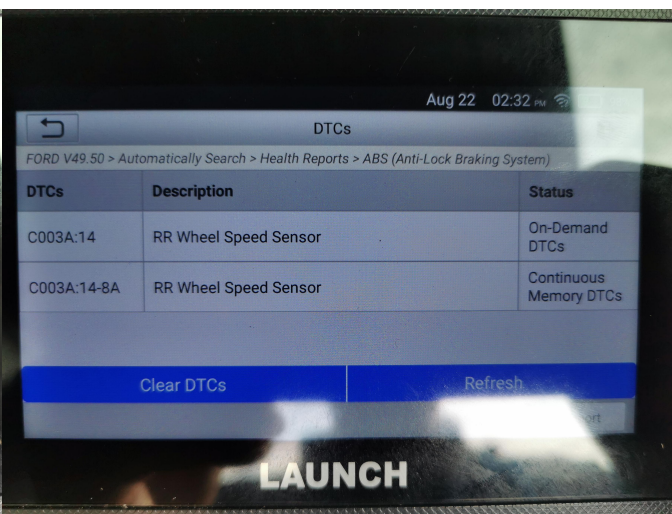 Aug 22 02:32 PM
DTCs
FORD V49.50 > Automatically Search > Health Reports > ABS (Anti-Lock Braking System)
DTCs Description Status
C003A:14 RR Wheel Speed Sensor On-Demand
DTCs
C003A:14-8A RR Wheel Speed Sensor Continuous
Memory DTCs
Clear DTCs Refresh
LAUNCH